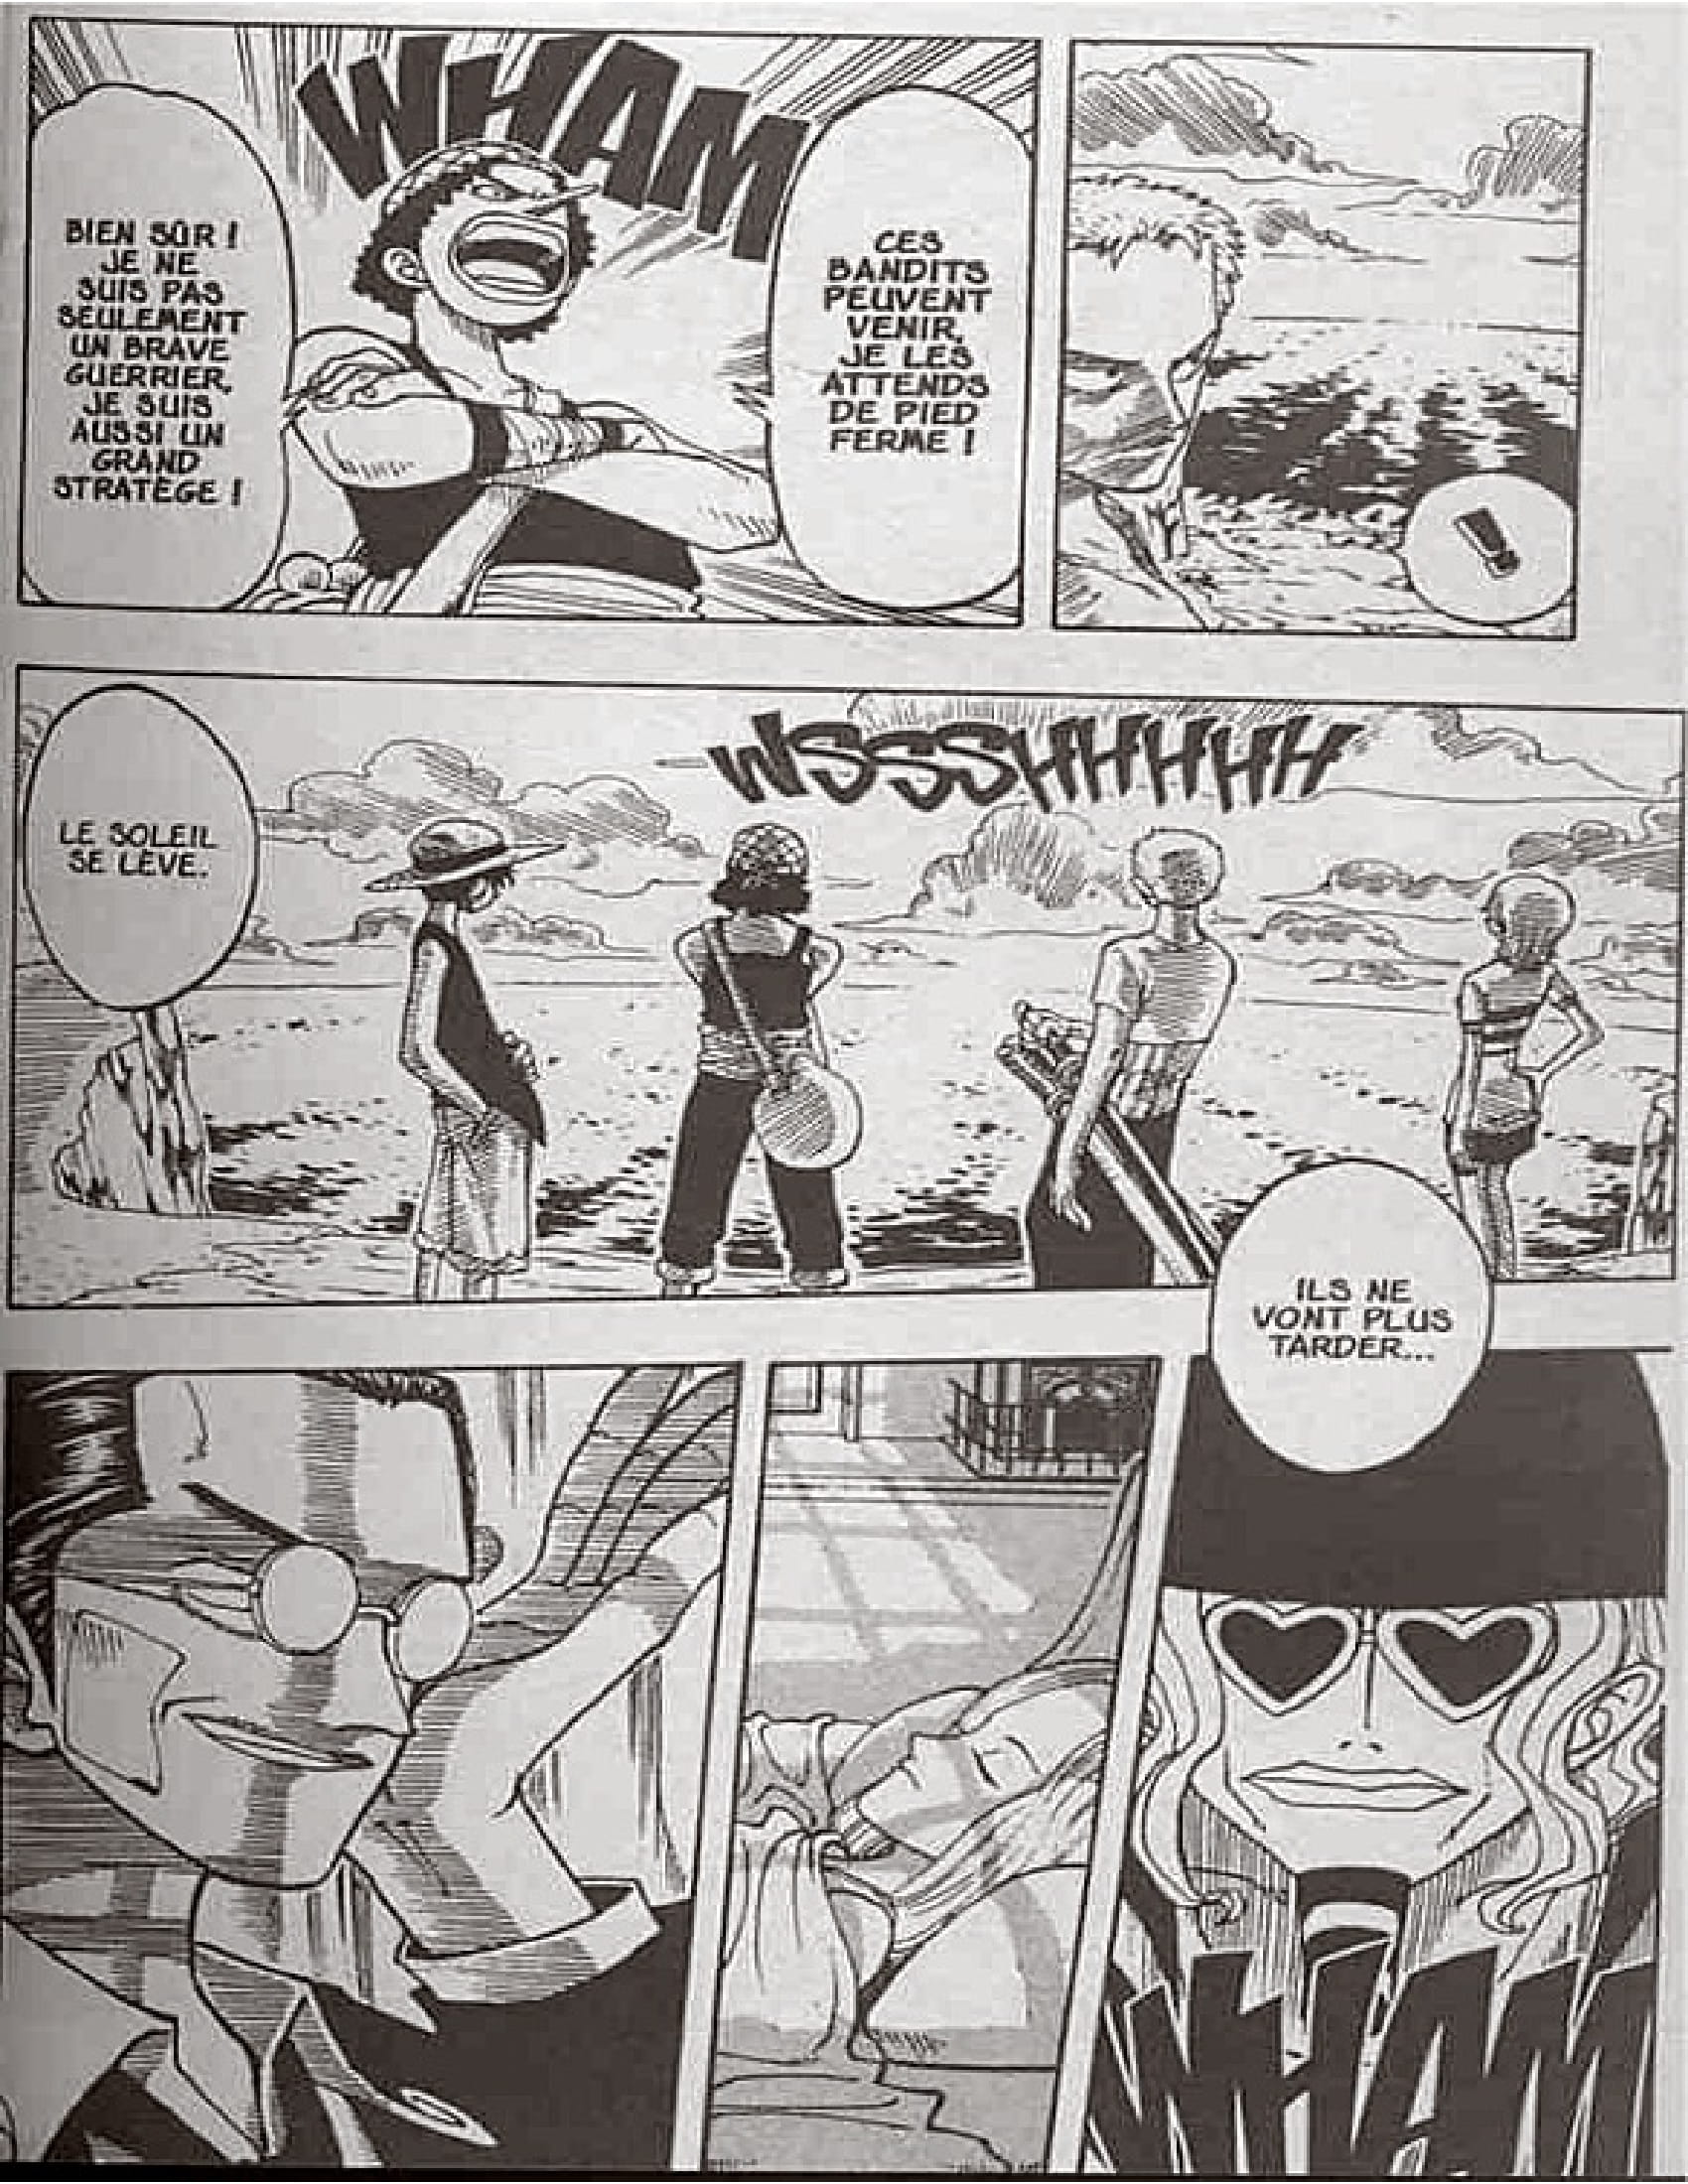 !
CES
BANDITS
PEUVENT
VENIR,
JE LES
ATTENDS
DE PIED
FERME !
WHAM
BIEN SÛR !
JE NE
SUIS PAS
SEULEMENT
UN BRAVE
GUERRIER,
JE SUIS
AUSSI UN
GRAND
STRATÈGE !
WSSSHHHHH
LE SOLEIL
SE LÈVE.
ILS NE
VONT PLUS
TARDER...
WHAM